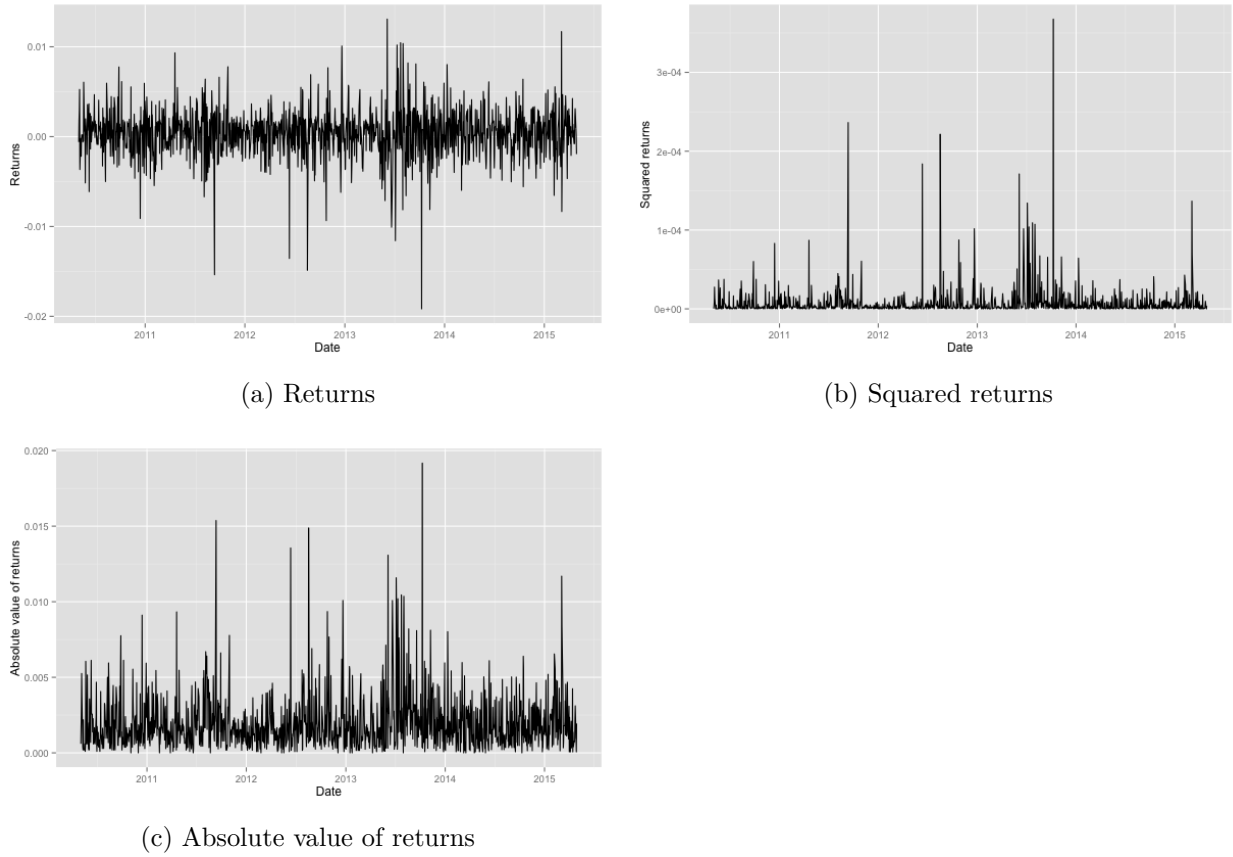 0.01
0.00
-0.01
-0.02
Returns
2011 2012 2013 2014 2015
Date
(a) Returns
3e-04
2e-04
1e-04
0e+00
Squared returns
2011 2012 2013 2014 2015
Date
(b) Squared returns
0.020
0.015
0.010
0.005
0.000
Absolute value of returns
2011 2012 2013 2014 2015
Date
(c) Absolute value of returns